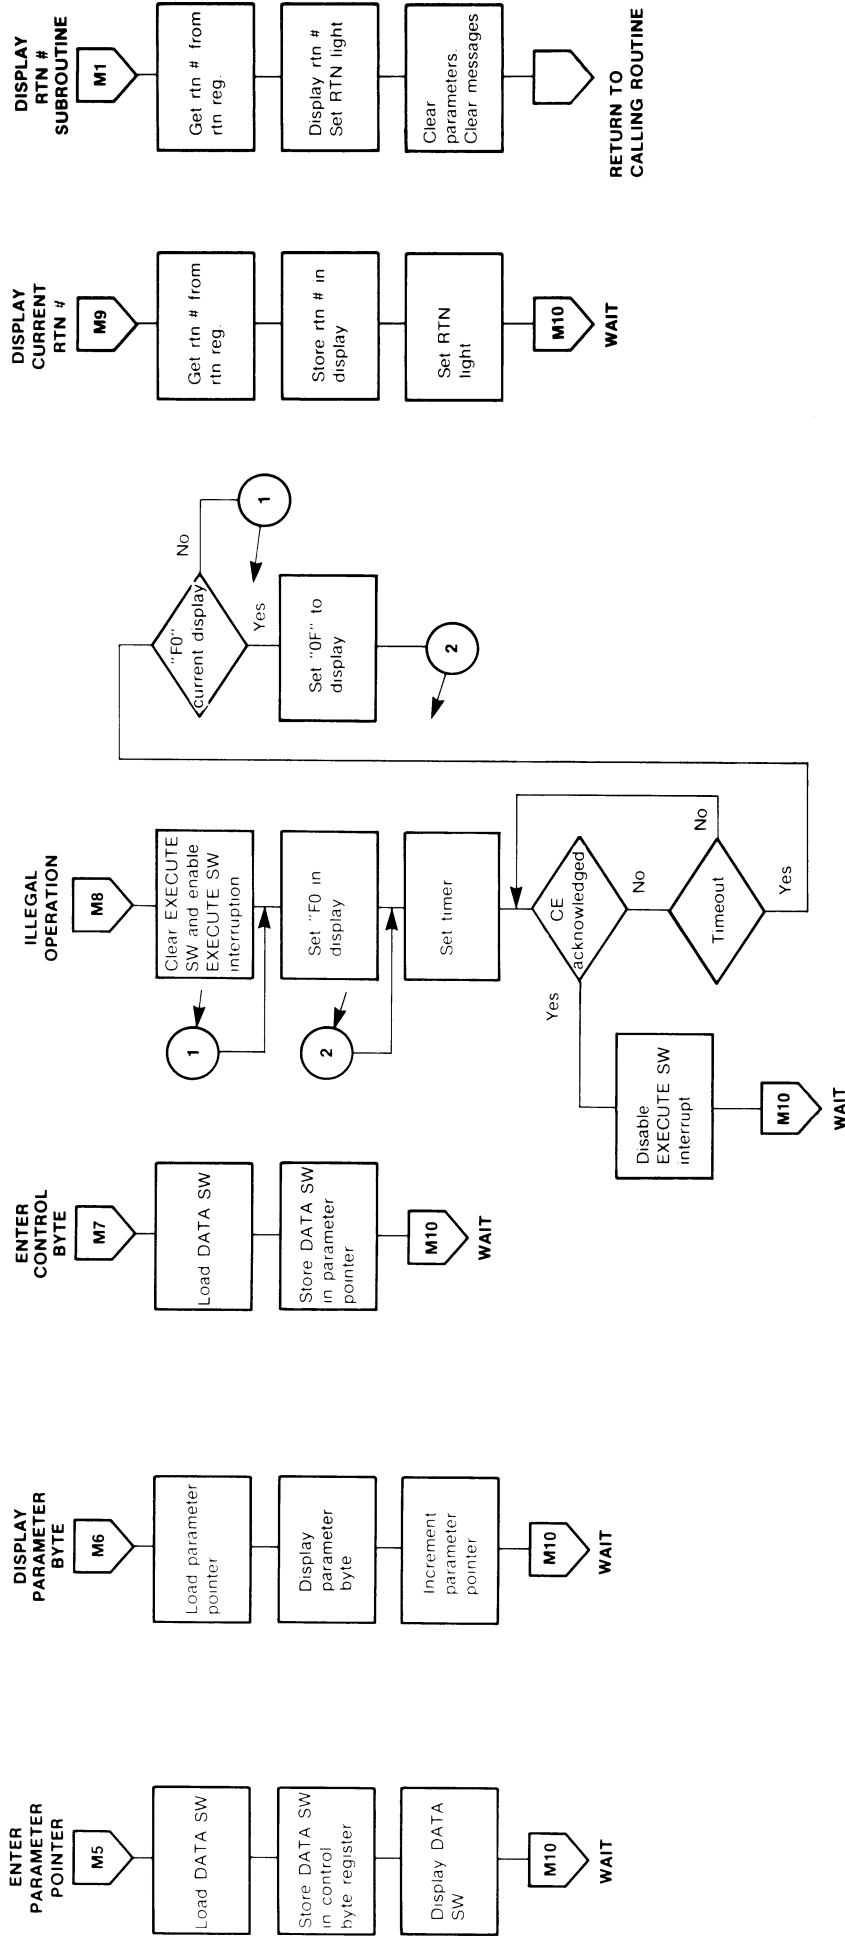 ENTER
PARAMETER
POINTER
M5
Load DATA SW
Store DATA SW
in control
byte register
Display DATA
SW
M10
WAIT
DISPLAY
PARAMETER
BYTE
M6
Load parameter
pointer
Display
parameter
byte
Increment
parameter
pointer
M10
WAIT
ENTER
CONTROL
BYTE
M7
Load DATA SW
Store DATA SW
in parameter
pointer
M10
WAIT
ILLEGAL
OPERATION
M8
Clear EXECUTE
SW and enable
EXECUTE SW
interruption
1
Set "F0 in
display
2
Set timer
CE
acknowledged
Yes
No
Disable
EXECUTE SW
interrupt
M10
WAIT
Timeout
No
Yes
"F0"
current display
No
1
Yes
Set "0F" to
display
2
DISPLAY
CURRENT
RTN #
M9
Get rtn # from
rtn reg.
Store rtn # in
display
Set RTN
light
M10
WAIT
DISPLAY
RTN #
SUBROUTINE
M1
Get rtn # from
rtn reg.
Display rtn #
Set RTN light
Clear
parameters.
Clear messages
RETURN TO
CALLING ROUTINE